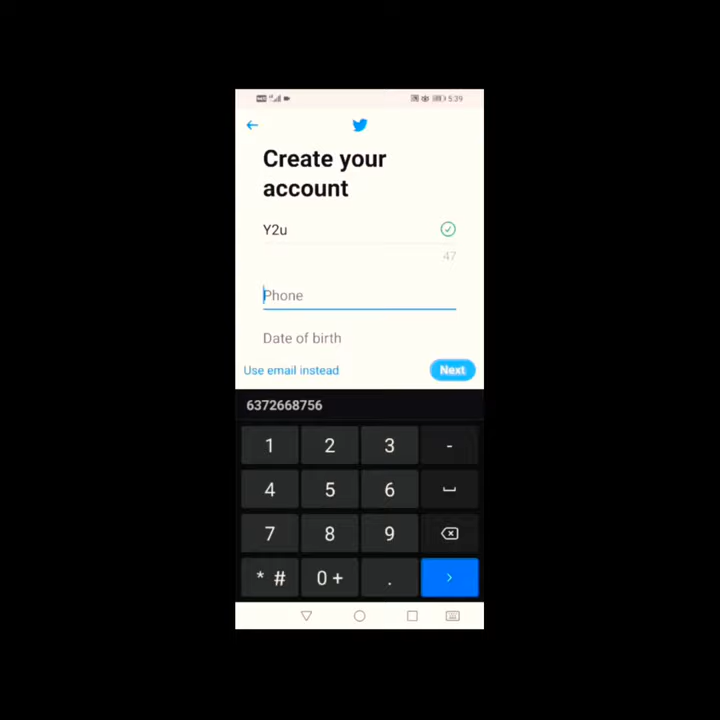 5:39
Create your
account
Y2u
47
Phone
Date of birth
Use email instead
Next
6372668756
1 2 3 -
4 5 6
7 8 9
* # 0 + .